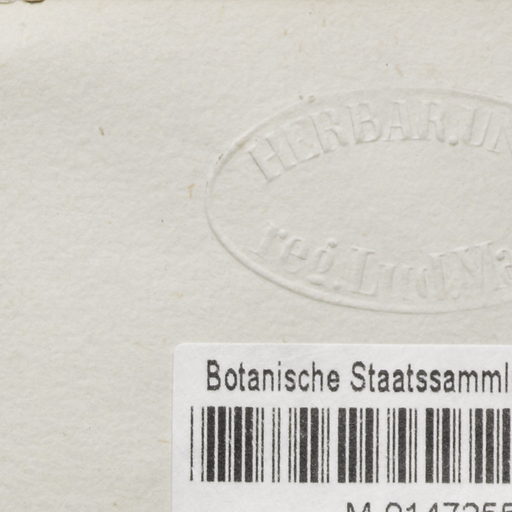 HERBAR.UN
reg.Lud.Ma
Botanische Staatssamml